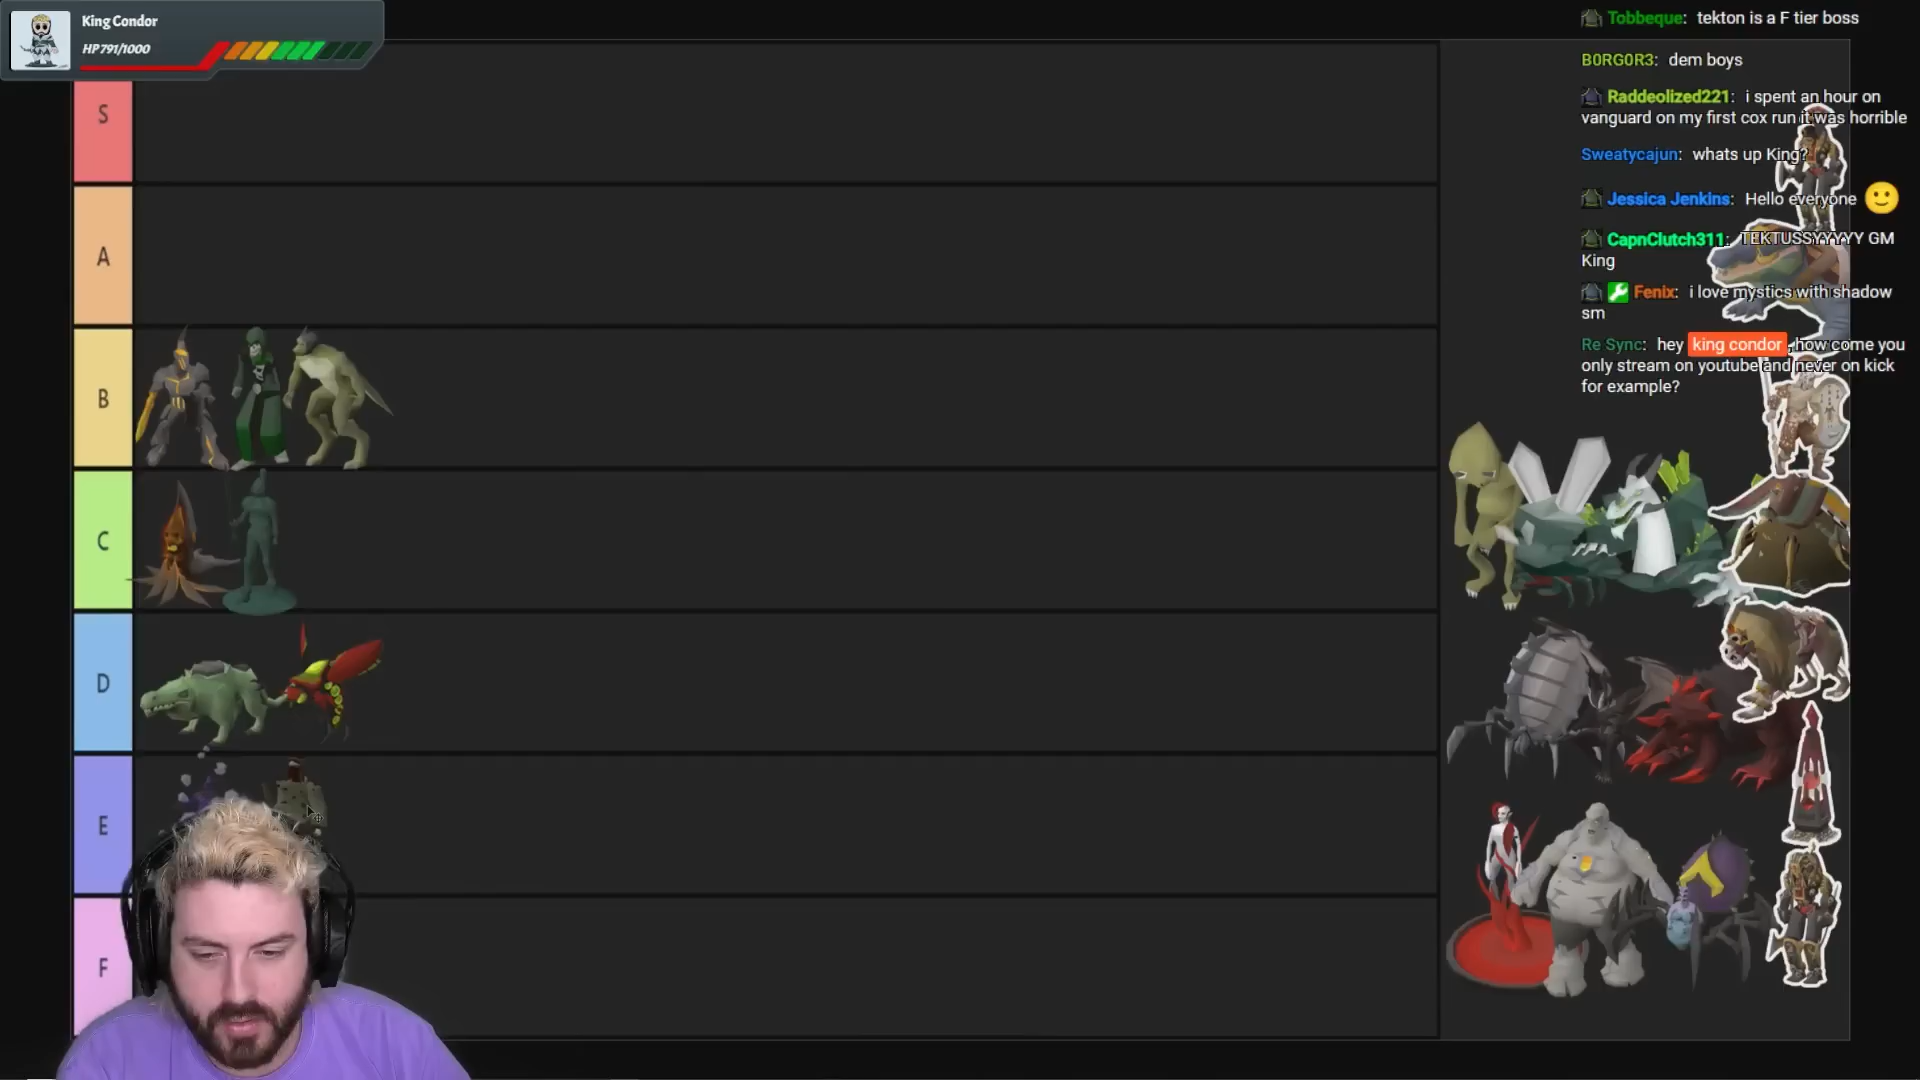 King Condor
HP 791/1000
S
A
B
C
D
E
F
Tobbeque: tekton is a F tier boss
B0RG0R3: dem boys
Raddeolized221: i spent an hour on
vanguard on my first cox run it was horrible
Sweatycajun: whats up King?
Jessica Jenkins: Hello everyone
CapnClutch311: TEKTUSSYYYYY GM
King
Fenix: i love mystics with shadow
sm
Re Sync: hey king condor, how come you
only stream on youtube and never on kick
for example?